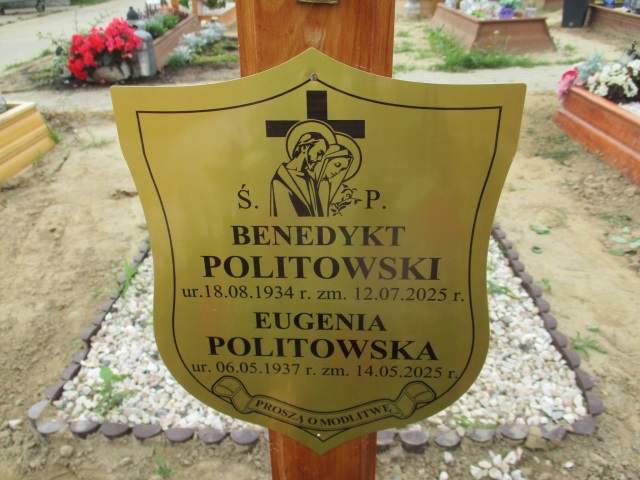 Ś. P.
BENEDYKT
POLITOWSKI
ur.18.08.1934 r. zm. 12.07.2025 r.
EUGENIA
POLITOWSKA
ur. 06.05.1937 r. zm. 14.05.2025 r.
PROSZĄ O MODLITWĘ